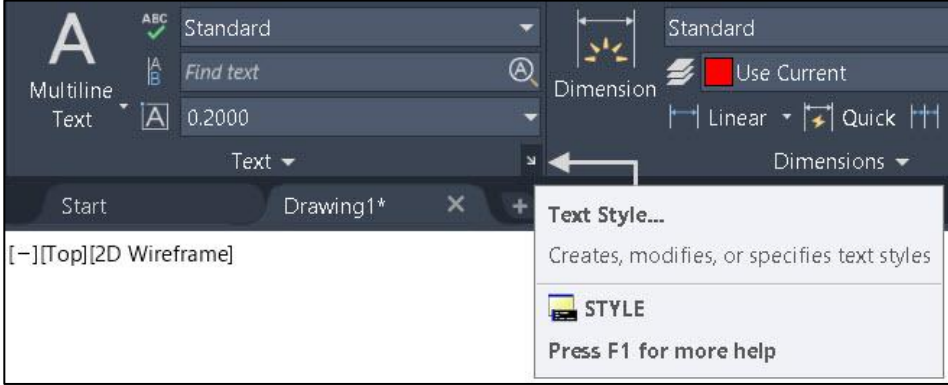 ABC
Standard
Standard
A
B
Find text
A
Use Current
Multiline
Text
Dimension
A
0.2000
Linear
Quick
Text
Dimensions
Start
Drawing1*
+
[−][Top][2D Wireframe]
Text Style...
Creates, modifies, or specifies text styles
STYLE
Press F1 for more help